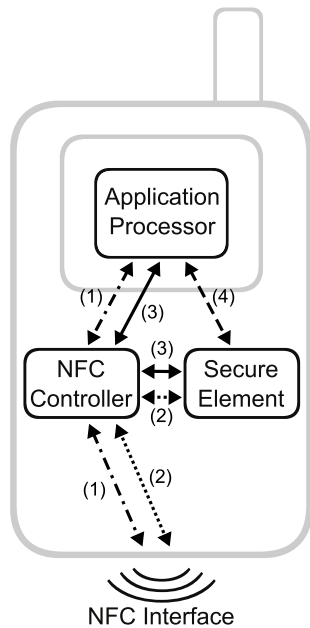 Application
Processor
(1)
(3)
(4)
NFC
Controller
(3)
(2)
Secure
Element
(1)
(2)
NFC Interface